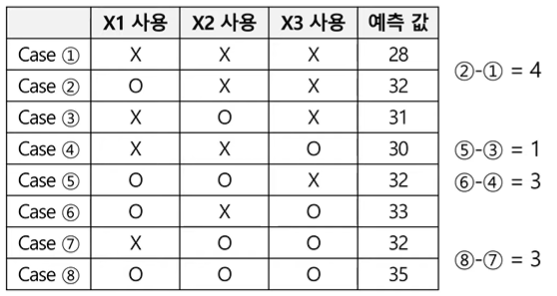 X1 사용 X2 사용 X3 사용 예측 값
Case ① X X X 28
Case ② O X X 32
②-① = 4
Case ③ X O X 31
Case ④ X X O 30
⑤-③ = 1
Case ⑤ O O X 32
⑥-④ = 3
Case ⑥ O X O 33
Case ⑦ X O O 32
⑧-⑦ = 3
Case ⑧ O O O 35